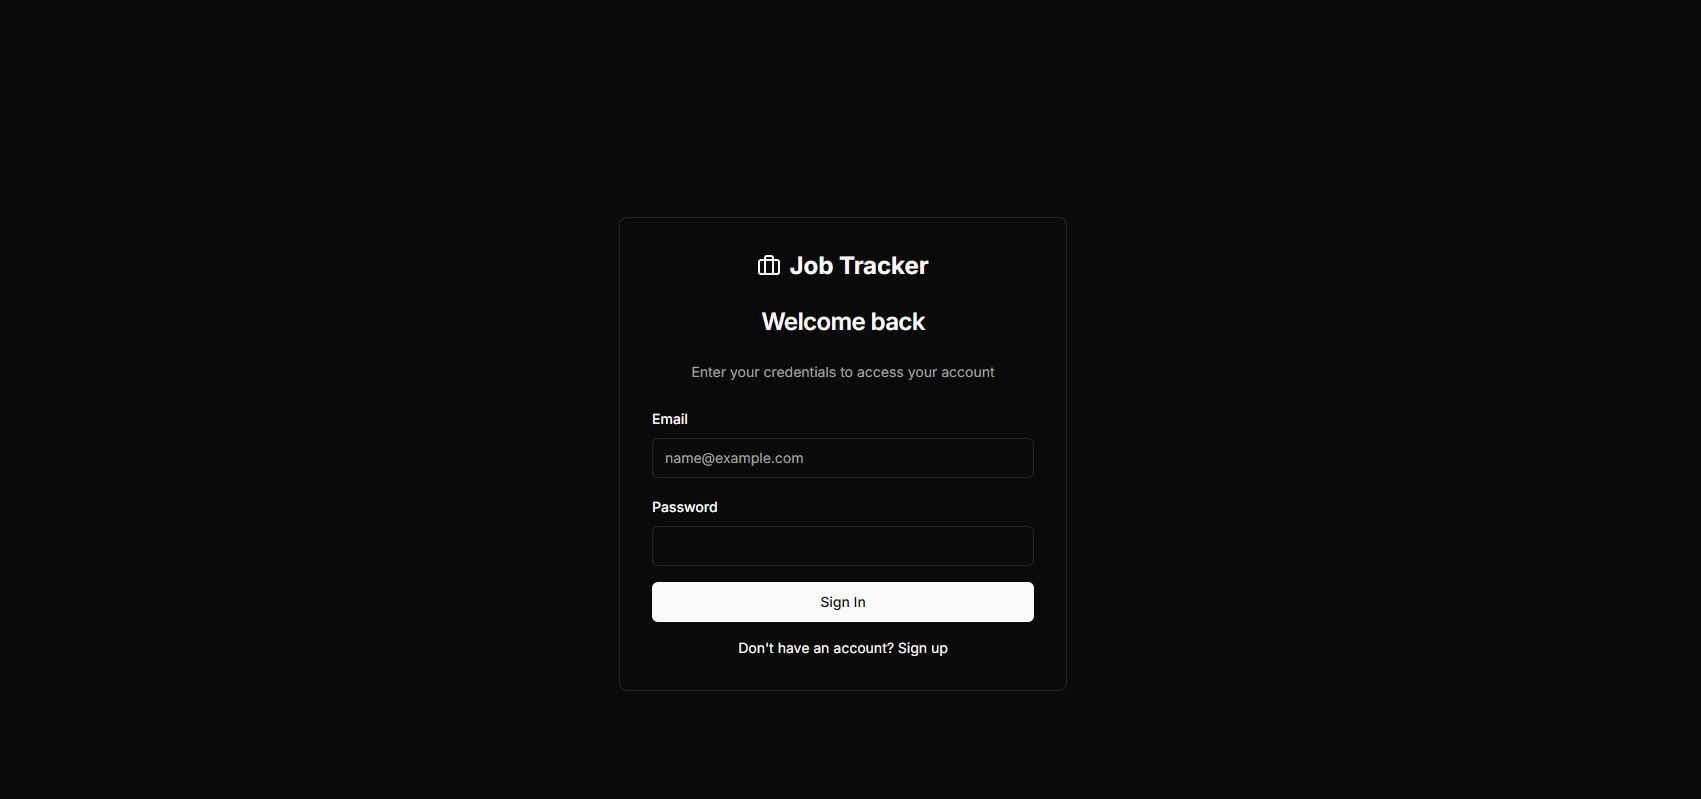 Job Tracker
Welcome back
Enter your credentials to access your account
Email
name@example.com
Password
Sign In
Don't have an account? Sign up